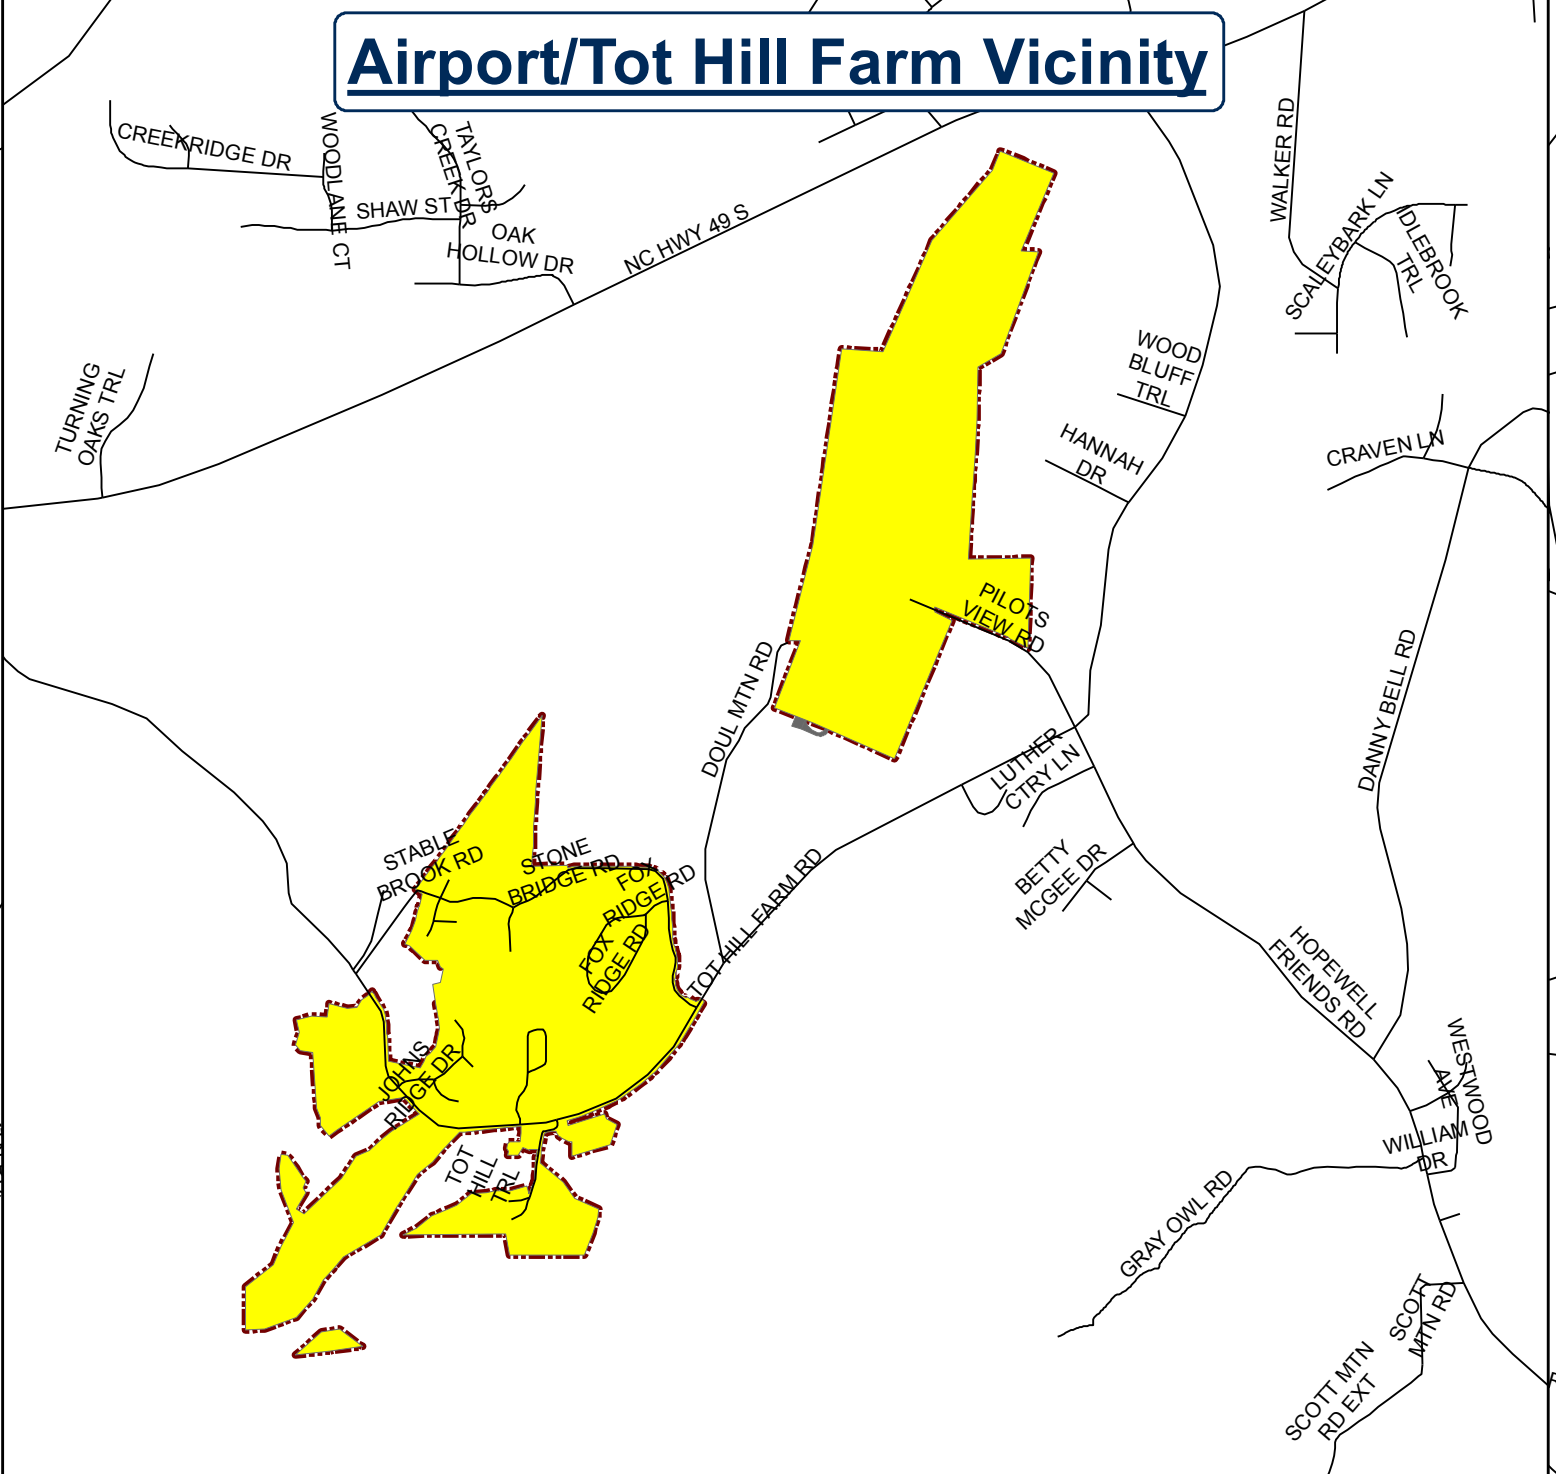 Airport/Tot Hill Farm Vicinity
CREEKRIDGE DR
WOODLANE CT
TAYLORS
CREEK DR
SHAW ST
OAK
HOLLOW DR
NC HWY 49 S
WALKER RD
SCALEYBARK LN
IDLEBROOK
TRL
TURNING
OAKS TRL
WOOD
BLUFF
TRL
HANNAH
DR
CRAVEN LN
PILOTS
VIEW RD
DOUL MTN RD
DANNY BELL RD
LUTHER
CTRY LN
STABLE
BROOK RD
STONE
BRIDGE RD
FOX
RIDGE RD
FOX
RIDGE RD
TOT HILL FARM RD
BETTY
MCGEE DR
HOPEWELL
FRIENDS RD
JOHNS
RIDGE DR
WESTWOOD
AVE
WILLIAM
DR
TOT
HILL
TRL
GRAY OWL RD
SCOTT
MTN RD
SCOTT MTN
RD EXT